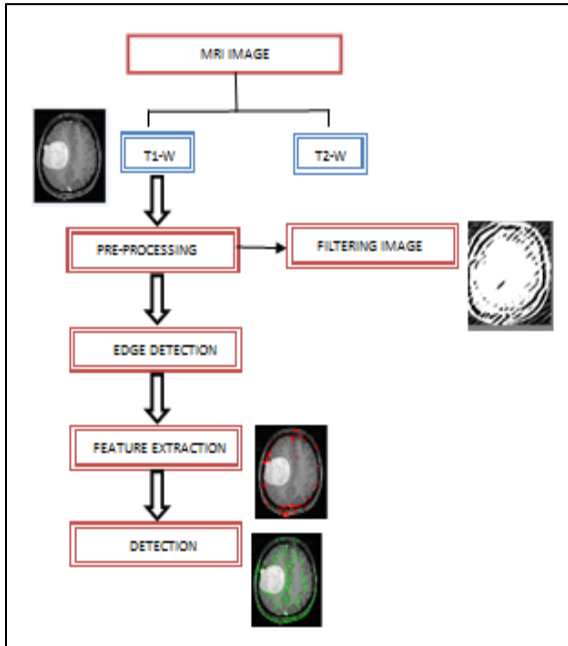 MRI IMAGE
T1-W
T2-W
PRE-PROCESSING
FILTERING IMAGE
EDGE DETECTION
FEATURE EXTRACTION
DETECTION